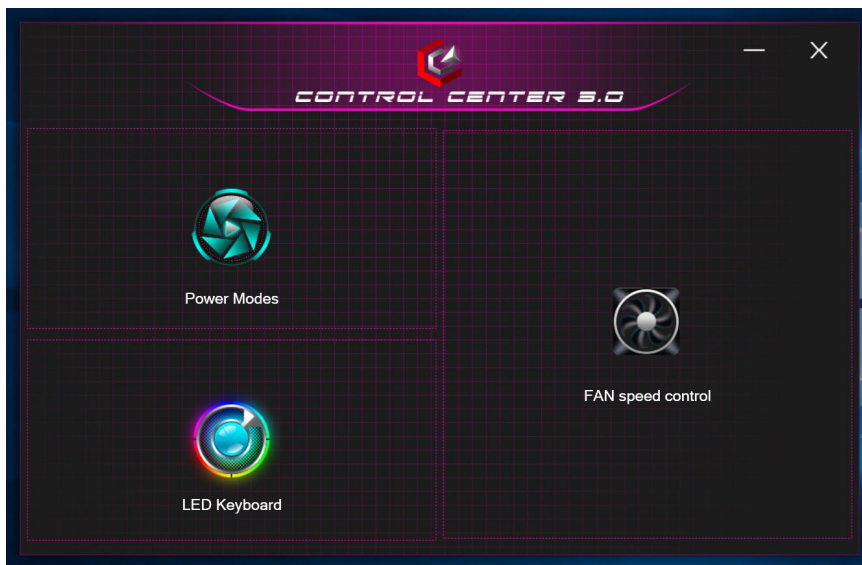 CONTROL CENTER 3.0
Power Modes
FAN speed control
LED Keyboard